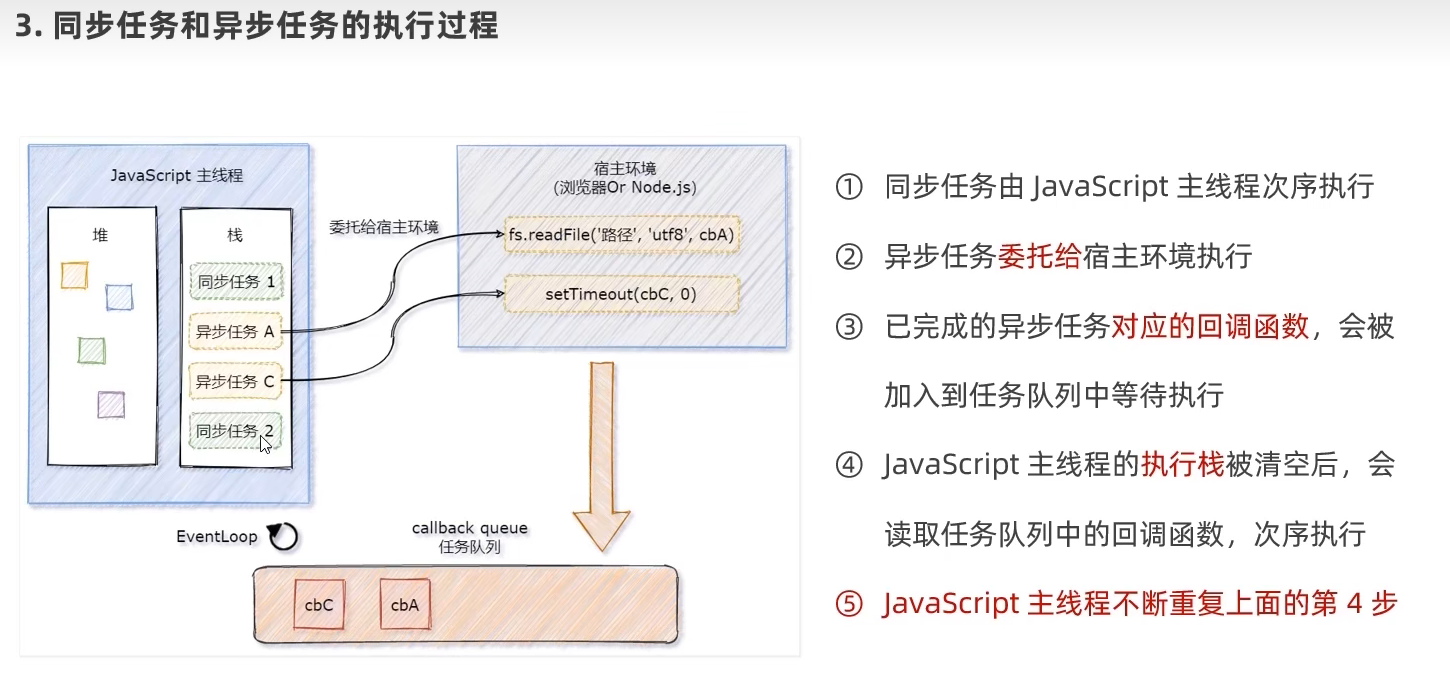 3. 同步任务和异步任务的执行过程
JavaScript 主线程
堆
栈
同步任务 1
异步任务 A
异步任务 C
同步任务 2
委托给宿主环境
宿主环境
(浏览器Or Node.js)
fs.readFile('路径', 'utf8', cbA)
setTimeout(cbC, 0)
EventLoop
callback queue
任务队列
cbC
cbA
① 同步任务由 JavaScript 主线程次序执行
② 异步任务委托给宿主环境执行
③ 已完成的异步任务对应的回调函数，会被
加入到任务队列中等待执行
④ JavaScript 主线程的执行栈被清空后，会
读取任务队列中的回调函数，次序执行
⑤ JavaScript 主线程不断重复上面的第 4 步